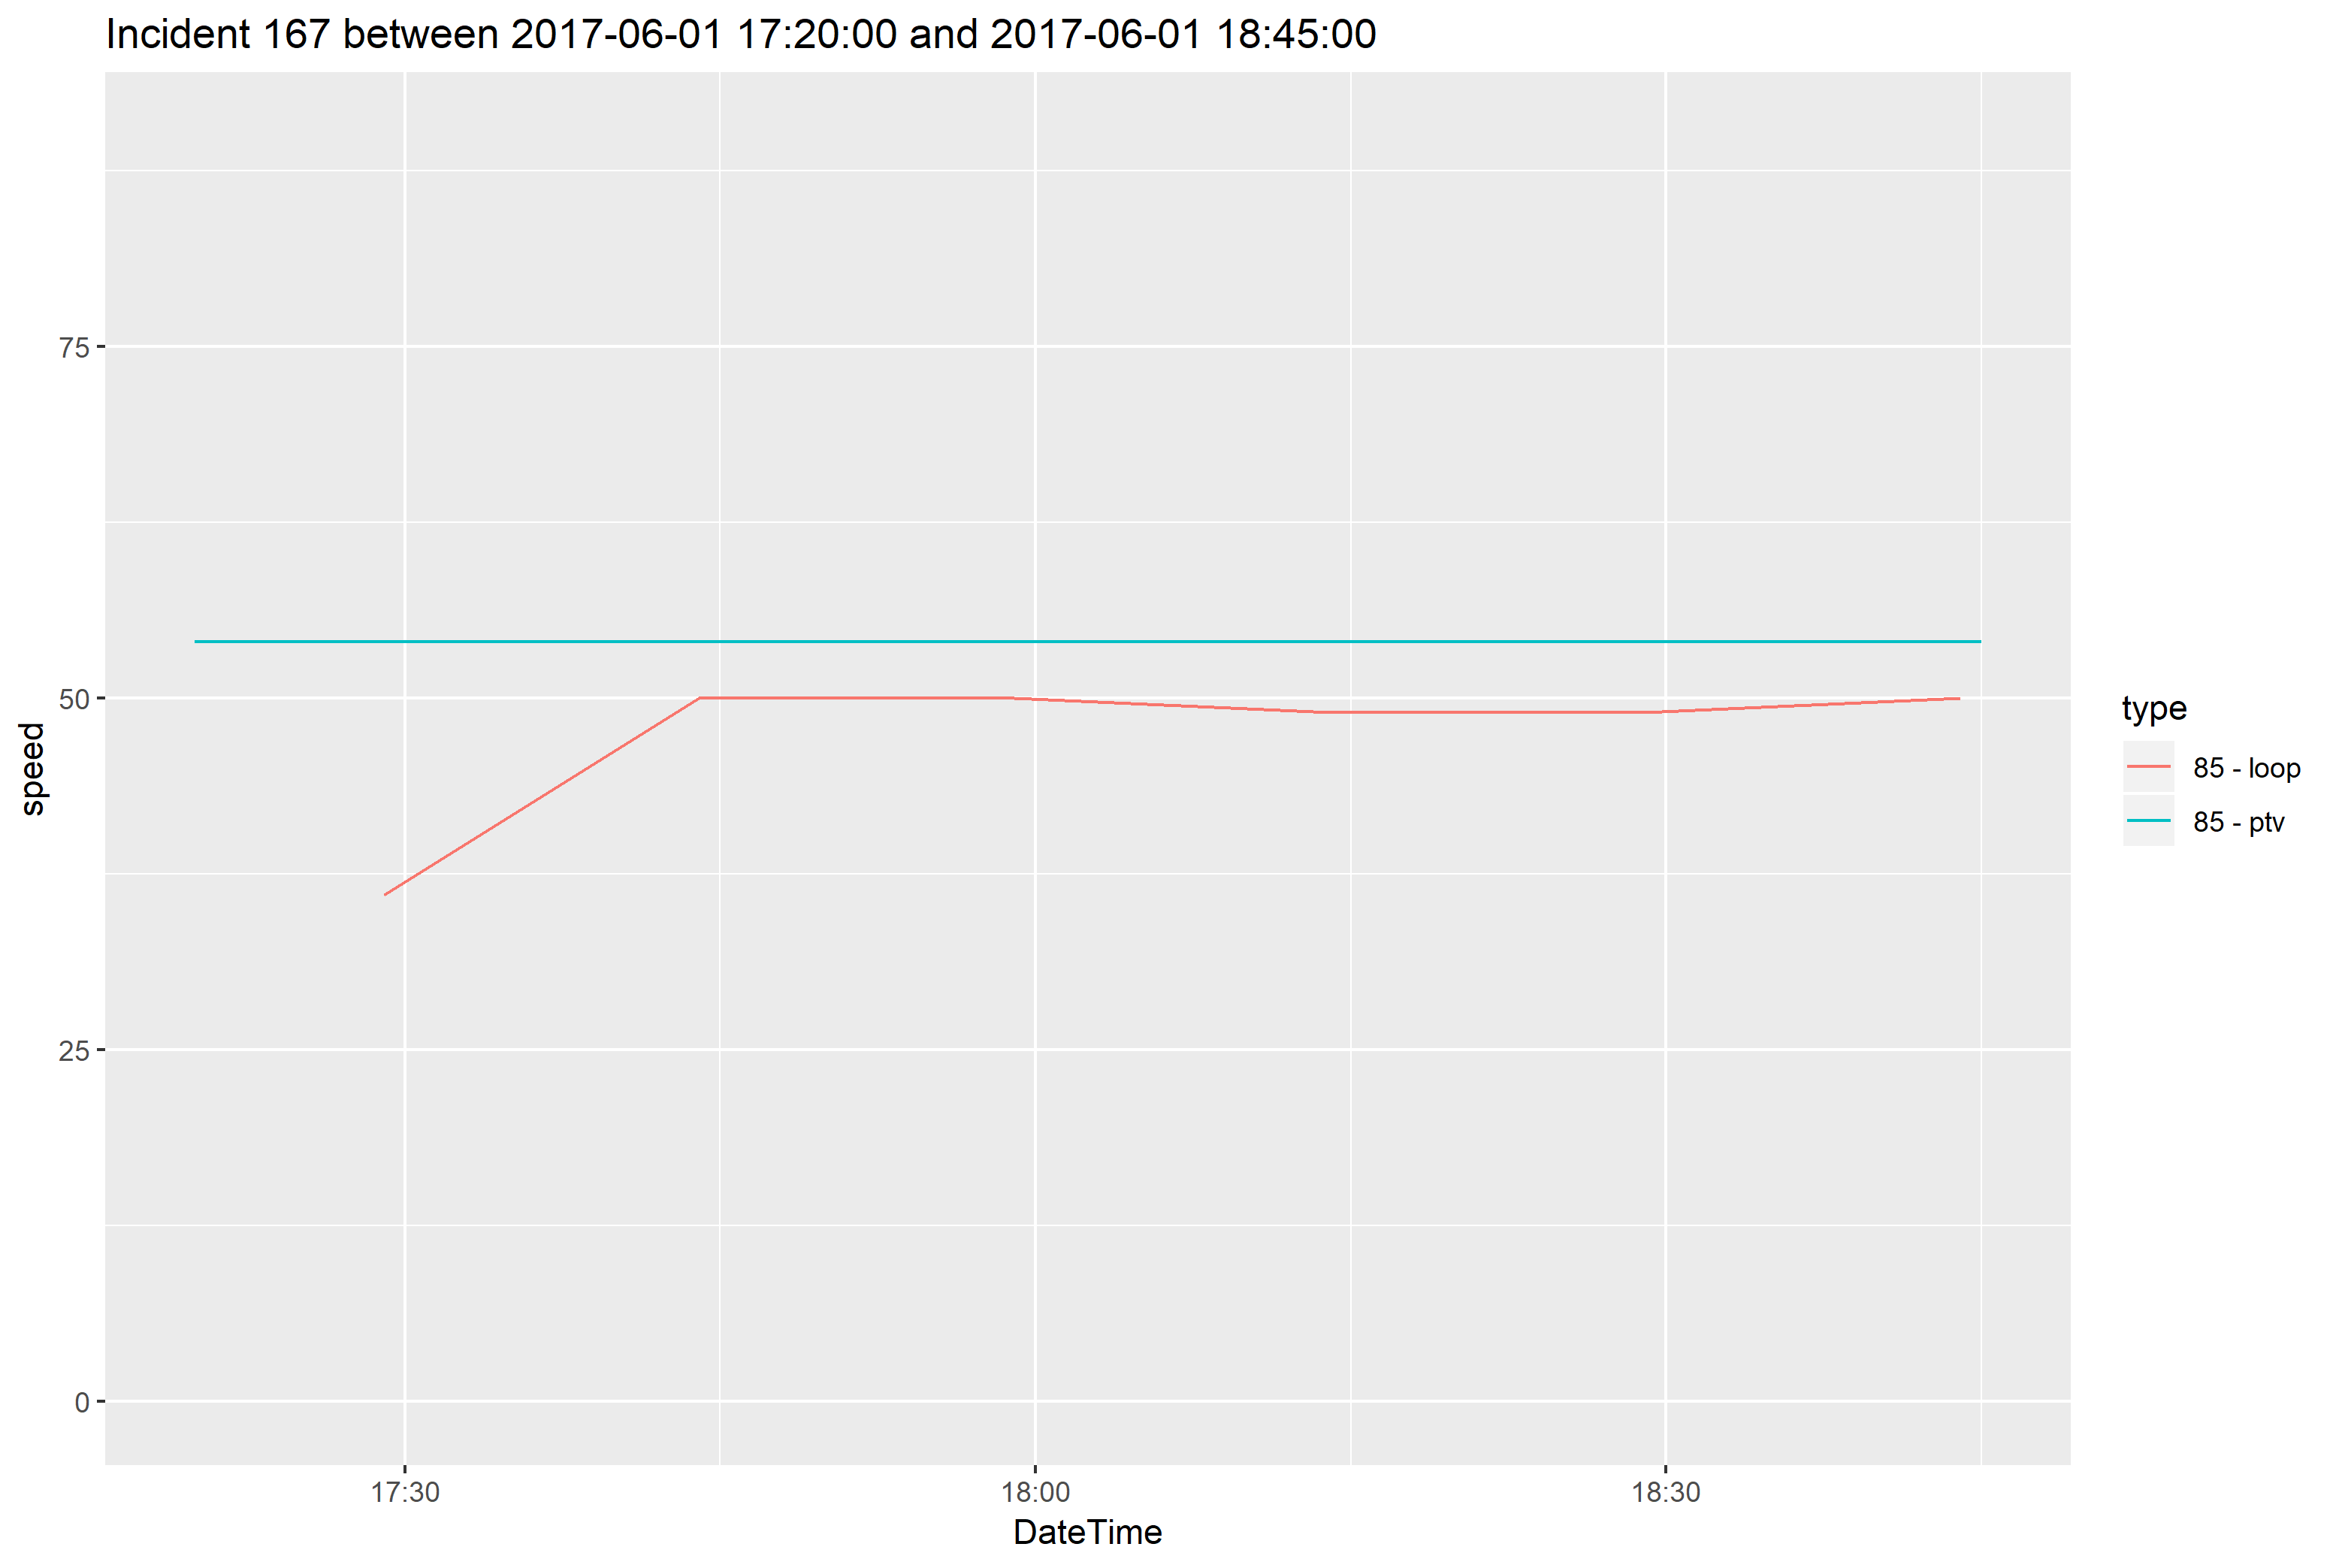 Incident 167 between 2017-06-01 17:20:00 and 2017-06-01 18:45:00
75
50
25
0
speed
17:30
18:00
18:30
DateTime
type
85 - loop
85 - ptv